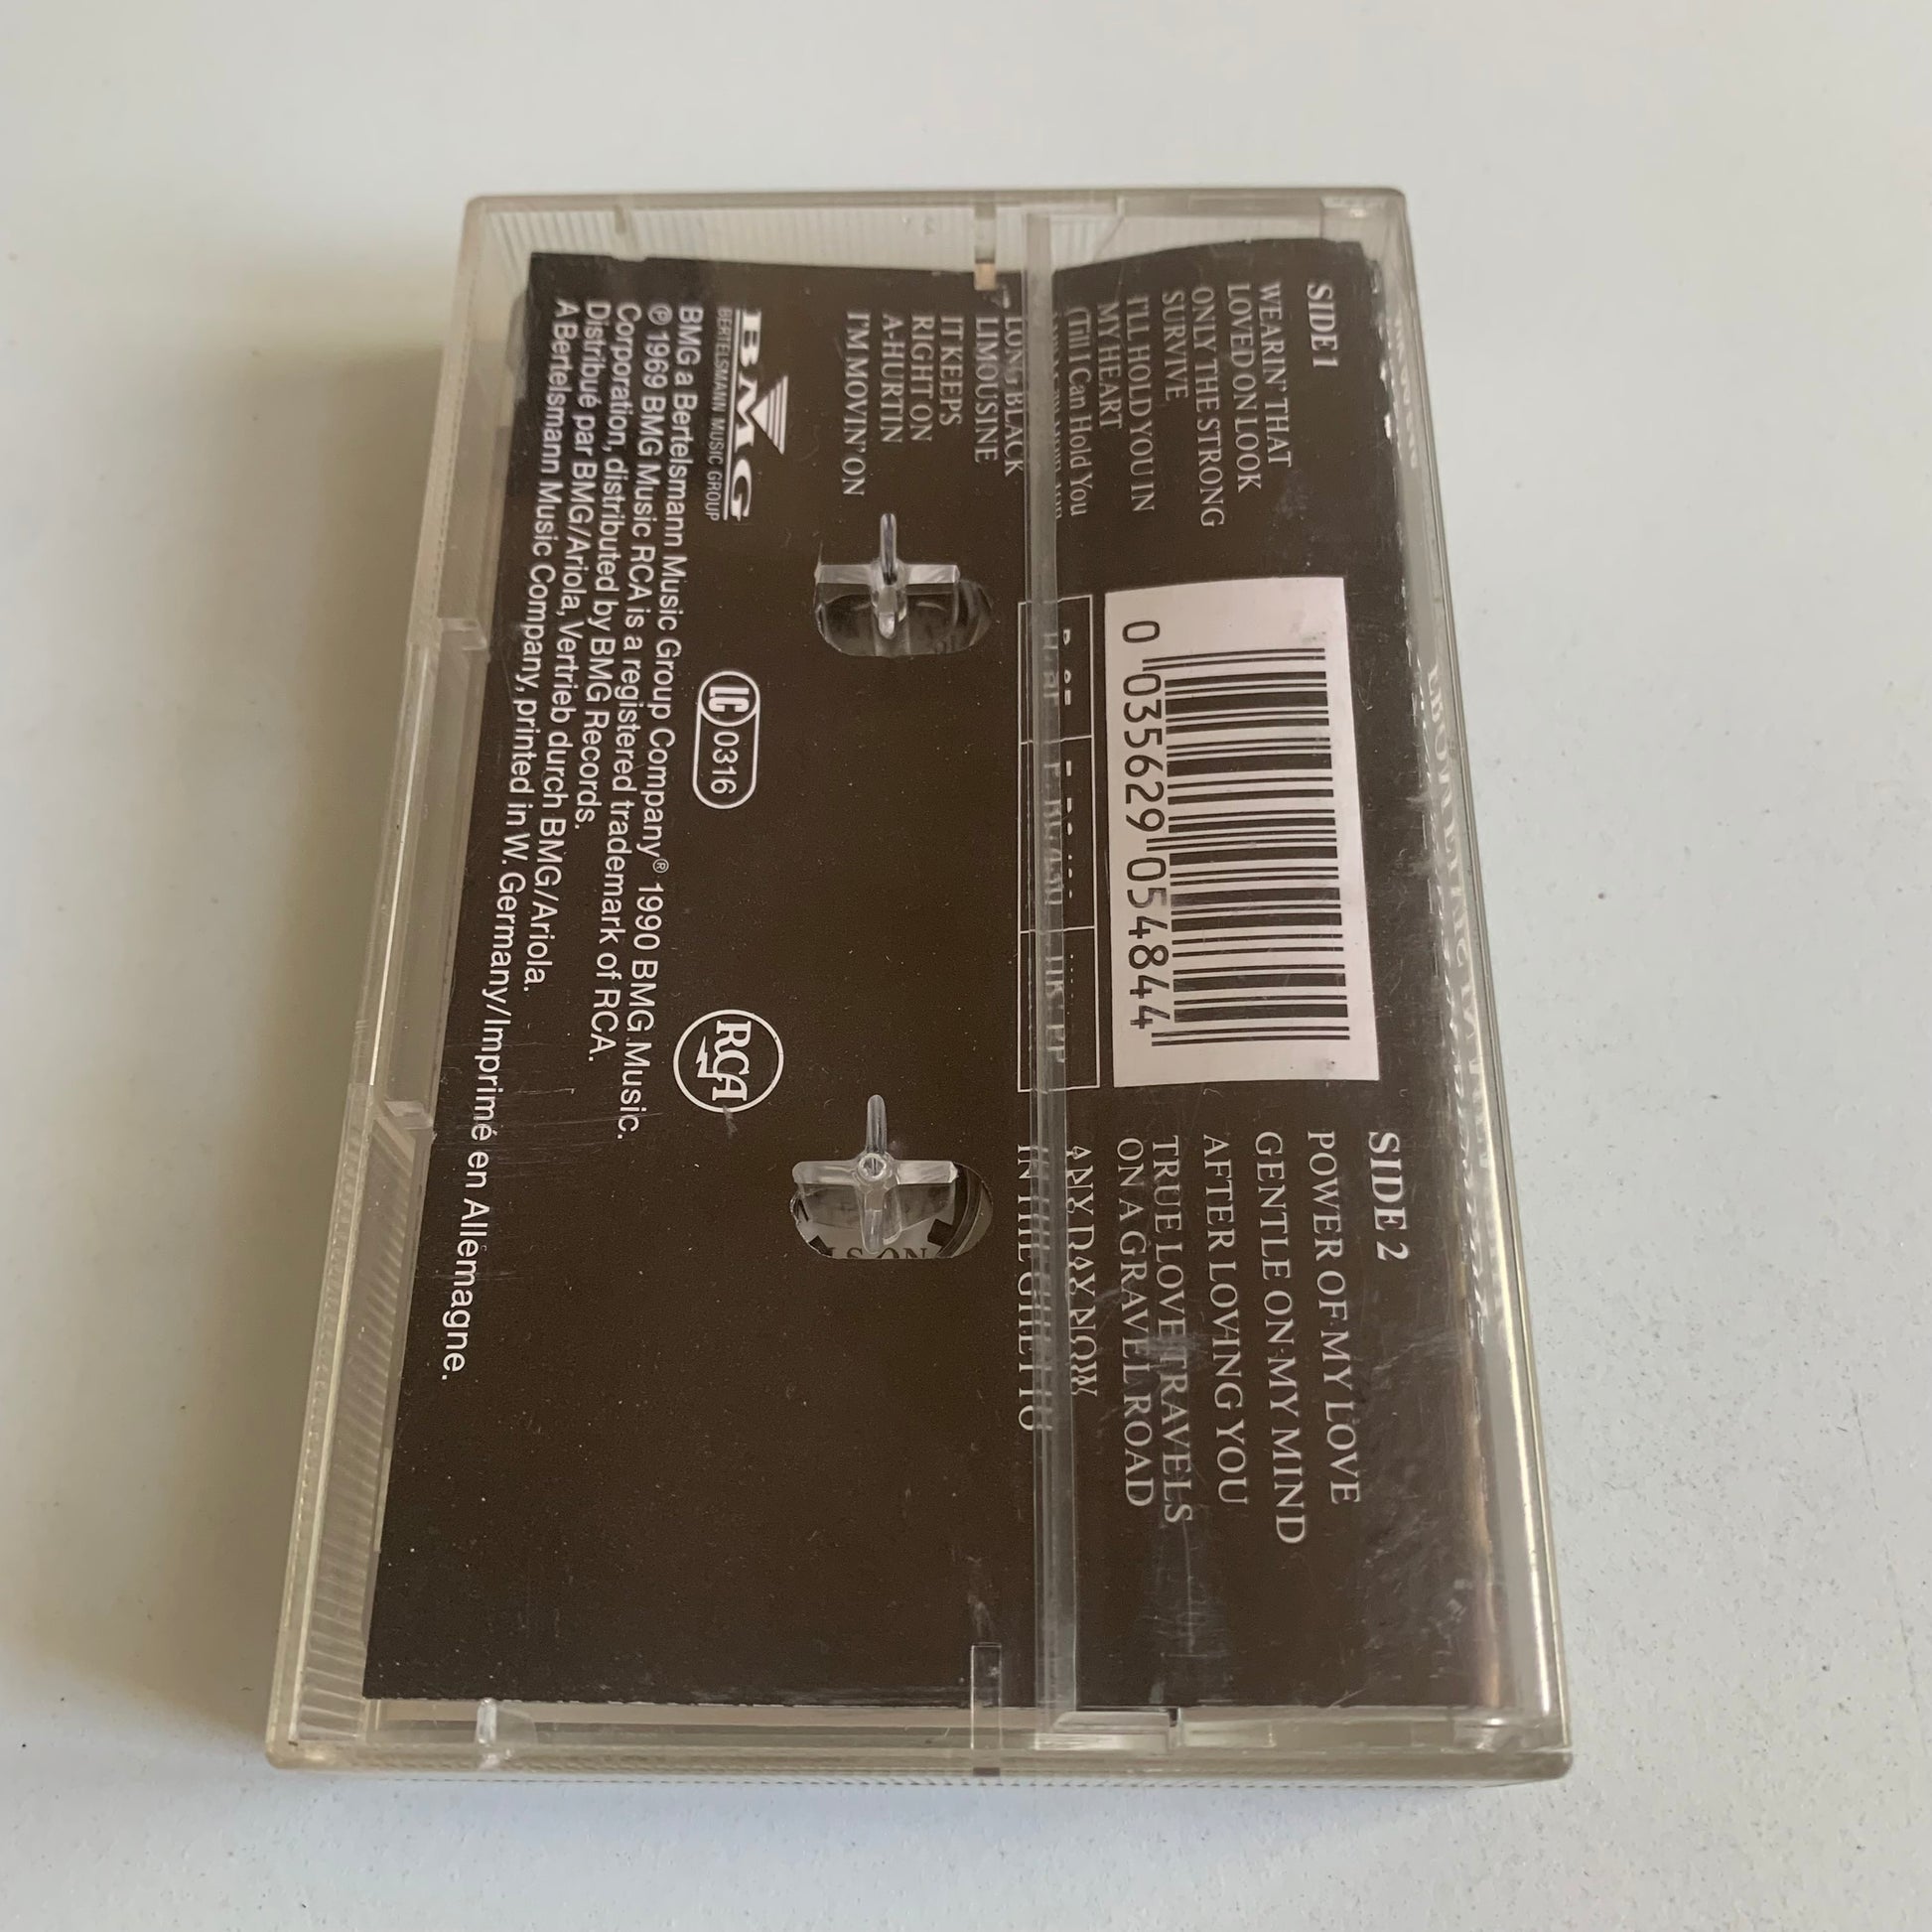 SIDE 1
WEARIN' THAT
LOVED ON LOOK
ONLY THE STRONG
SURVIVE
I'LL HOLD YOU IN
MY HEART
(Till I Can Hold You
LONG BLACK
LIMOUSINE
IT KEEPS
RIGHT ON
A-HURTIN
I'M MOVIN' ON
0 035629 054844
SIDE 2
POWER OF MY LOVE
GENTLE ON MY MIND
AFTER LOVING YOU
TRUE LOVE TRAVELS
ON A GRAVEL ROAD
ANY DAY NOW
IN THE GHETTO
BMG
BERTELSMANN MUSIC GROUP
LC 0316
RCA
BMG a Bertelsmann Music Group Company® 1990 BMG Music.
℗ 1969 BMG Music RCA is a registered trademark of RCA.
Corporation, distributed by BMG Records.
Distribué par BMG/Ariola, Vertrieb durch BMG/Ariola.
A Bertelsmann Music Company, printed in W. Germany/Imprimé en Allemagne.